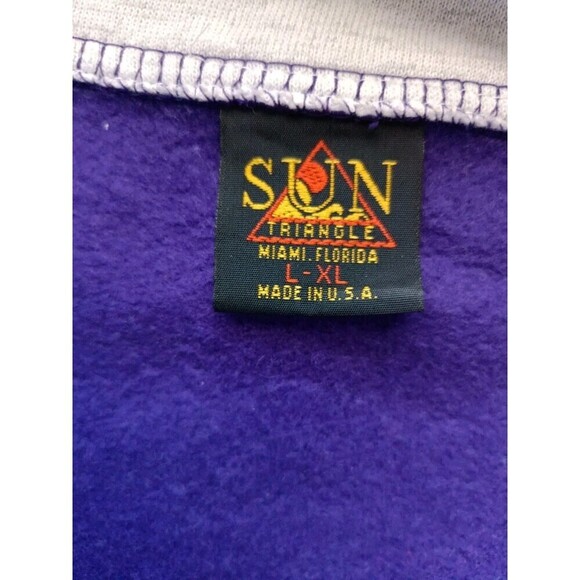 SUN
TRIANGLE
MIAMI. FLORIDA
L-XL
MADE IN U.S.A.